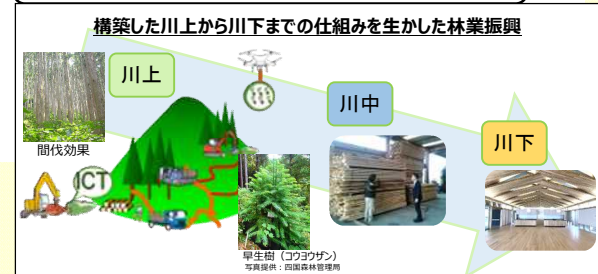 構築した川上から川下までの仕組みを生かした林業振興
川上
川中
川下
間伐効果
ICT
早生樹（コウヨウザン）
写真提供：四国森林管理局